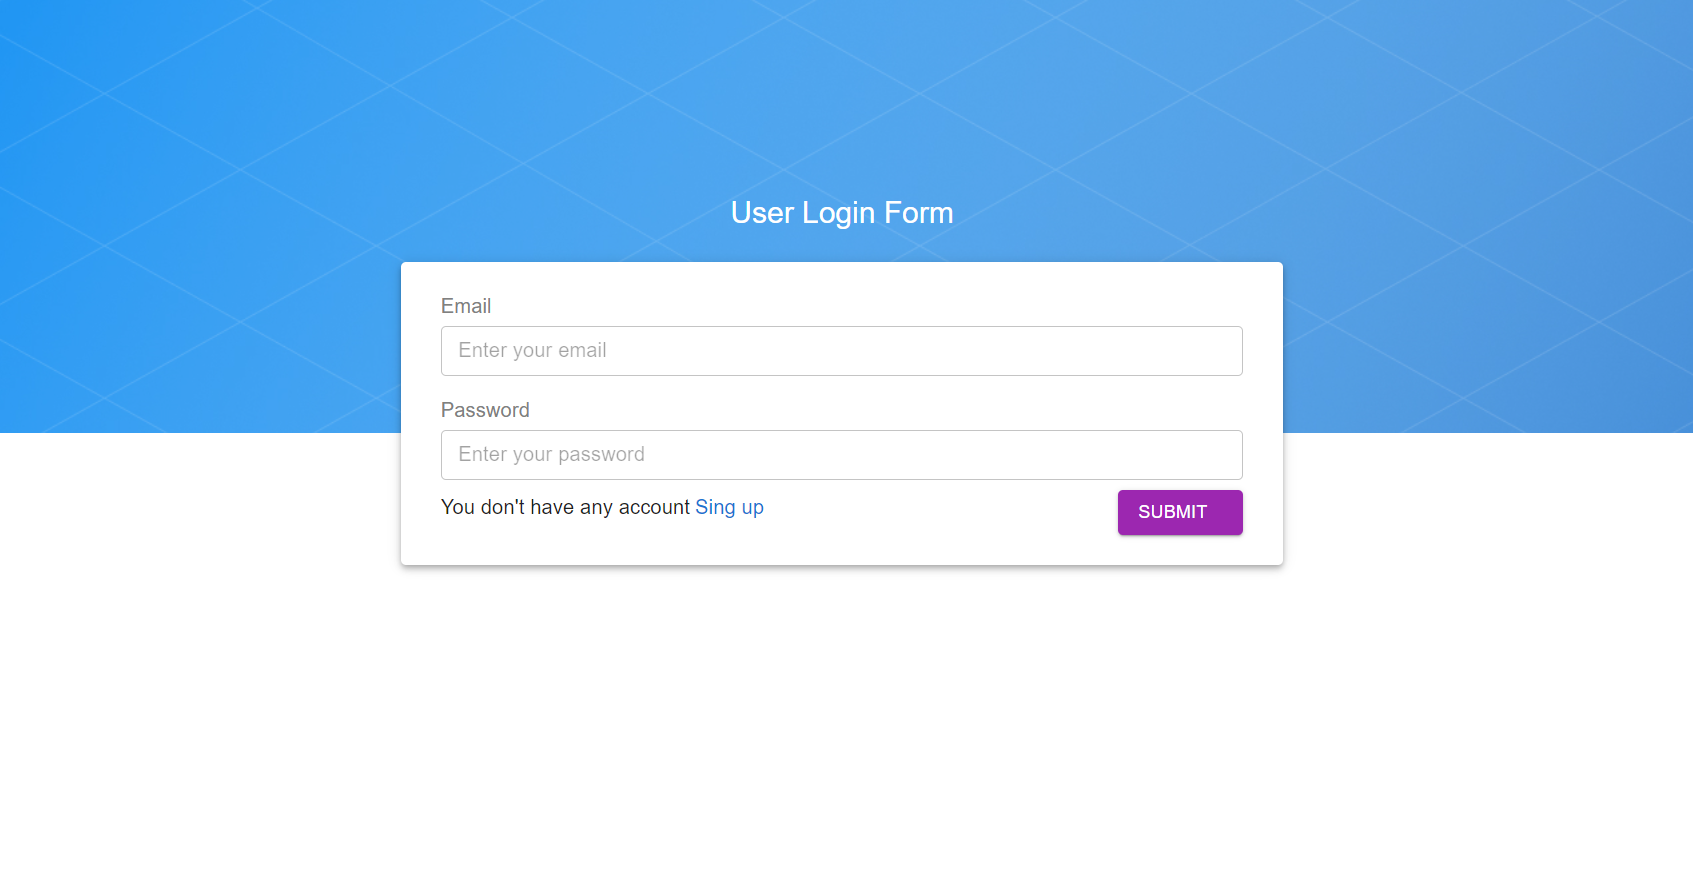 User Login Form
Email
Enter your email
Password
Enter your password
You don't have any account Sing up
SUBMIT